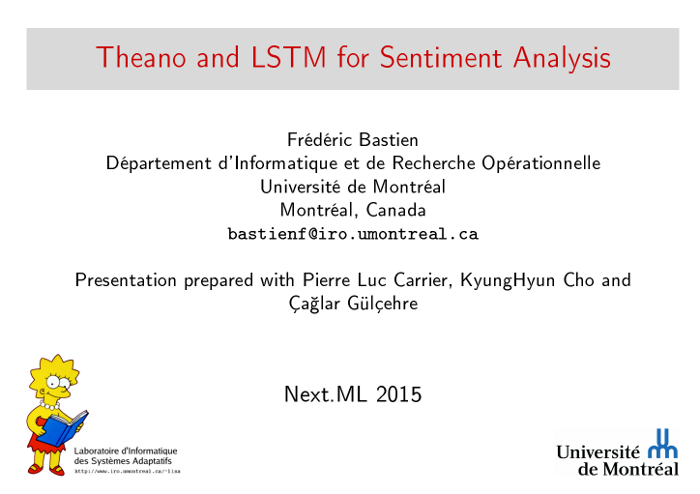 Theano and LSTM for Sentiment Analysis
Frédéric Bastien
Département d'Informatique et de Recherche Opérationnelle
Université de Montréal
Montréal, Canada
bastienf@iro.umontreal.ca
Presentation prepared with Pierre Luc Carrier, KyungHyun Cho and
Çağlar Gülçehre
Next.ML 2015
Laboratoire d'Informatique
des Systèmes Adaptatifs
http://www.iro.umontreal.ca/~lisa
Université
de Montréal